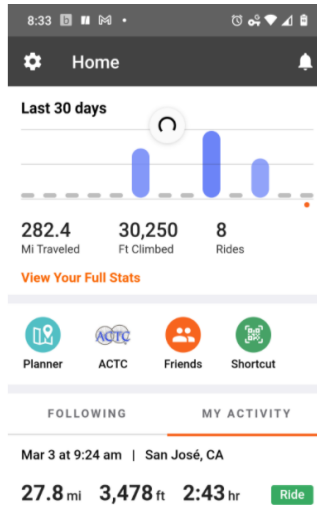 8:33
Home
Last 30 days
282.4 30,250 8
Mi Traveled Ft Climbed Rides
View Your Full Stats
ACTC
Planner ACTC Friends Shortcut
FOLLOWING MY ACTIVITY
Mar 3 at 9:24 am | San José, CA
27.8 mi 3,478 ft 2:43 hr Ride